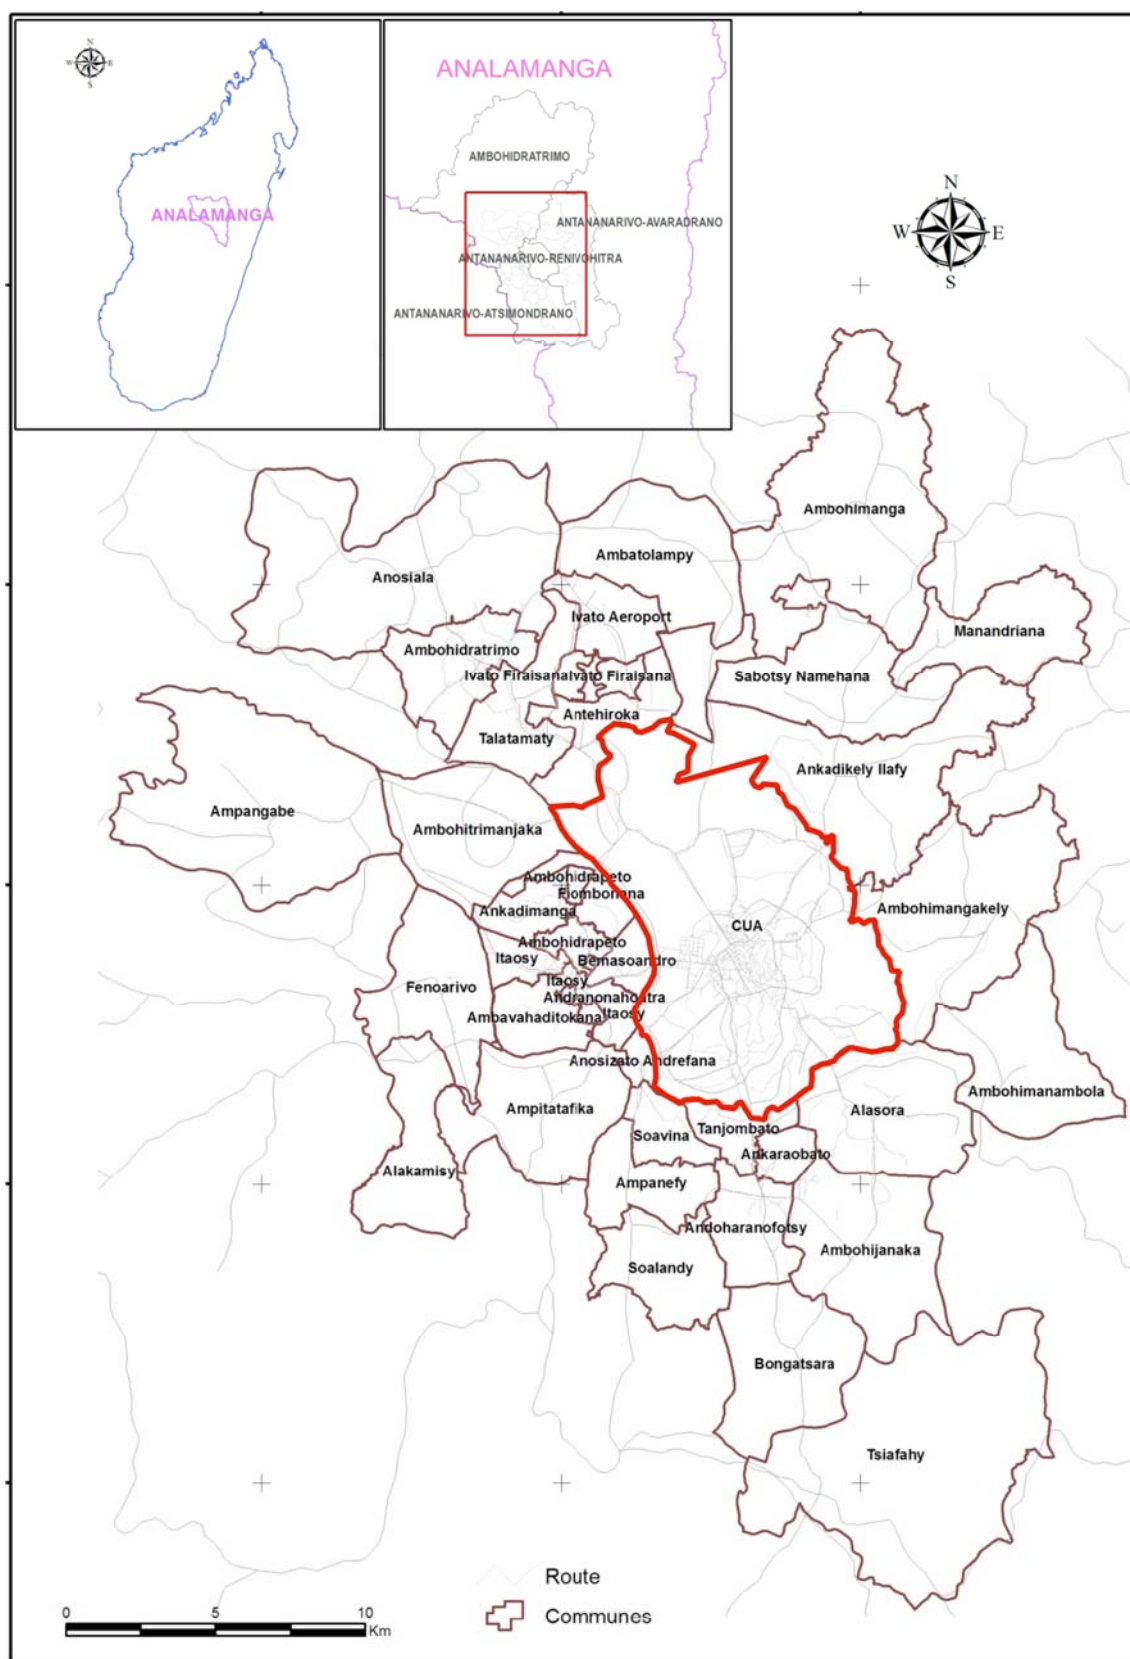 N
W
E
S
ANALAMANGA
ANALAMANGA
AMBOHIDRATRIMO
ANTANANARIVO-AVARADRANO
ANTANANARIVO-RENIVOHITRA
ANTANANARIVO-ATSIMONDRANO
N
W
E
S
Ambohimanga
Ambatolampy
Anosiala
Ivato Aeroport
Manandriana
Ambohidratrimo
Ivato Firaisana
Ivato Firaisana
Sabotsy Namehana
Antehiroka
Talatamaty
Ankadikely Ilafy
Ampangabe
Ambohitrimanjaka
Ambohidrapeto
Fiombonana
Ankadimanga
Ambohimangakely
CUA
Ambohidrapeto
Itaosy
Bemasoandro
Itaosy
Fenoarivo
Andranonahoatra
Itaosy
Ambavahaditokana
Anosizato Andrefana
Ambohimanambola
Ampitatafika
Alasora
Soavina
Tanjombato
Ankaraobato
Alakamisy
Ampanefy
Andoharanofotsy
Ambohijanaka
Soalandy
Bongatsara
Tsiafahy
Route
Communes
0 5 10
Km